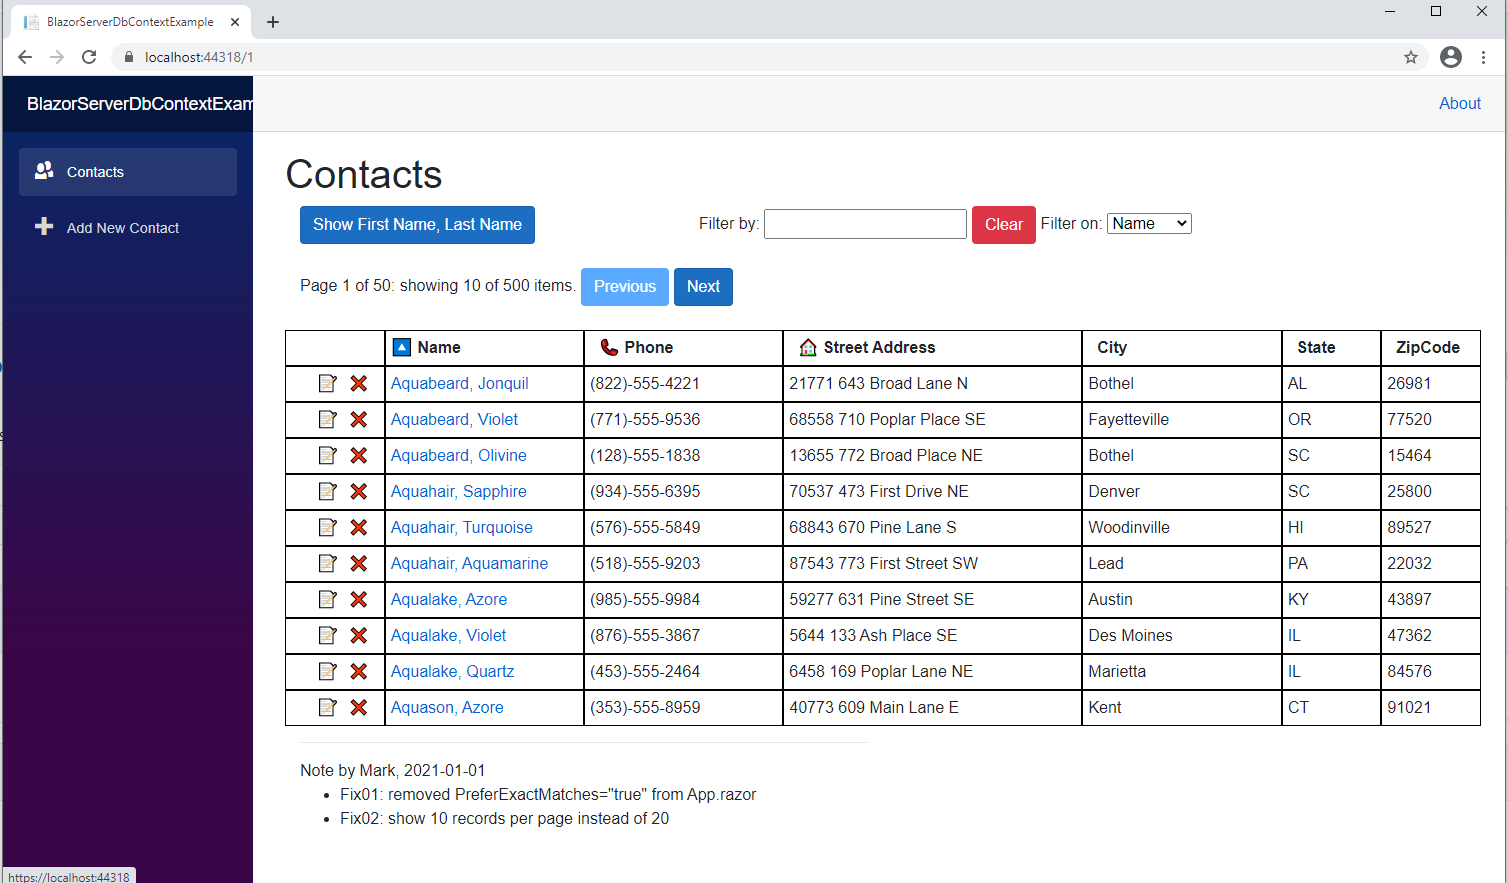 BlazorServerDbContextExample
localhost:44318/1
BlazorServerDbContextExam
About
Contacts
Add New Contact
Contacts
Show First Name, Last Name
Filter by:
Clear
Filter on:
Name
Page 1 of 50: showing 10 of 500 items.
Previous
Next
Name Phone Street Address City State ZipCode
Aquabeard, Jonquil (822)-555-4221 21771 643 Broad Lane N Bothel AL 26981
Aquabeard, Violet (771)-555-9536 68558 710 Poplar Place SE Fayetteville OR 77520
Aquabeard, Olivine (128)-555-1838 13655 772 Broad Place NE Bothel SC 15464
Aquahair, Sapphire (934)-555-6395 70537 473 First Drive NE Denver SC 25800
Aquahair, Turquoise (576)-555-5849 68843 670 Pine Lane S Woodinville HI 89527
Aquahair, Aquamarine (518)-555-9203 87543 773 First Street SW Lead PA 22032
Aqualake, Azore (985)-555-9984 59277 631 Pine Street SE Austin KY 43897
Aqualake, Violet (876)-555-3867 5644 133 Ash Place SE Des Moines IL 47362
Aqualake, Quartz (453)-555-2464 6458 169 Poplar Lane NE Marietta IL 84576
Aquason, Azore (353)-555-8959 40773 609 Main Lane E Kent CT 91021
Note by Mark, 2021-01-01
• Fix01: removed PreferExactMatches="true" from App.razor
• Fix02: show 10 records per page instead of 20
https://localhost:44318